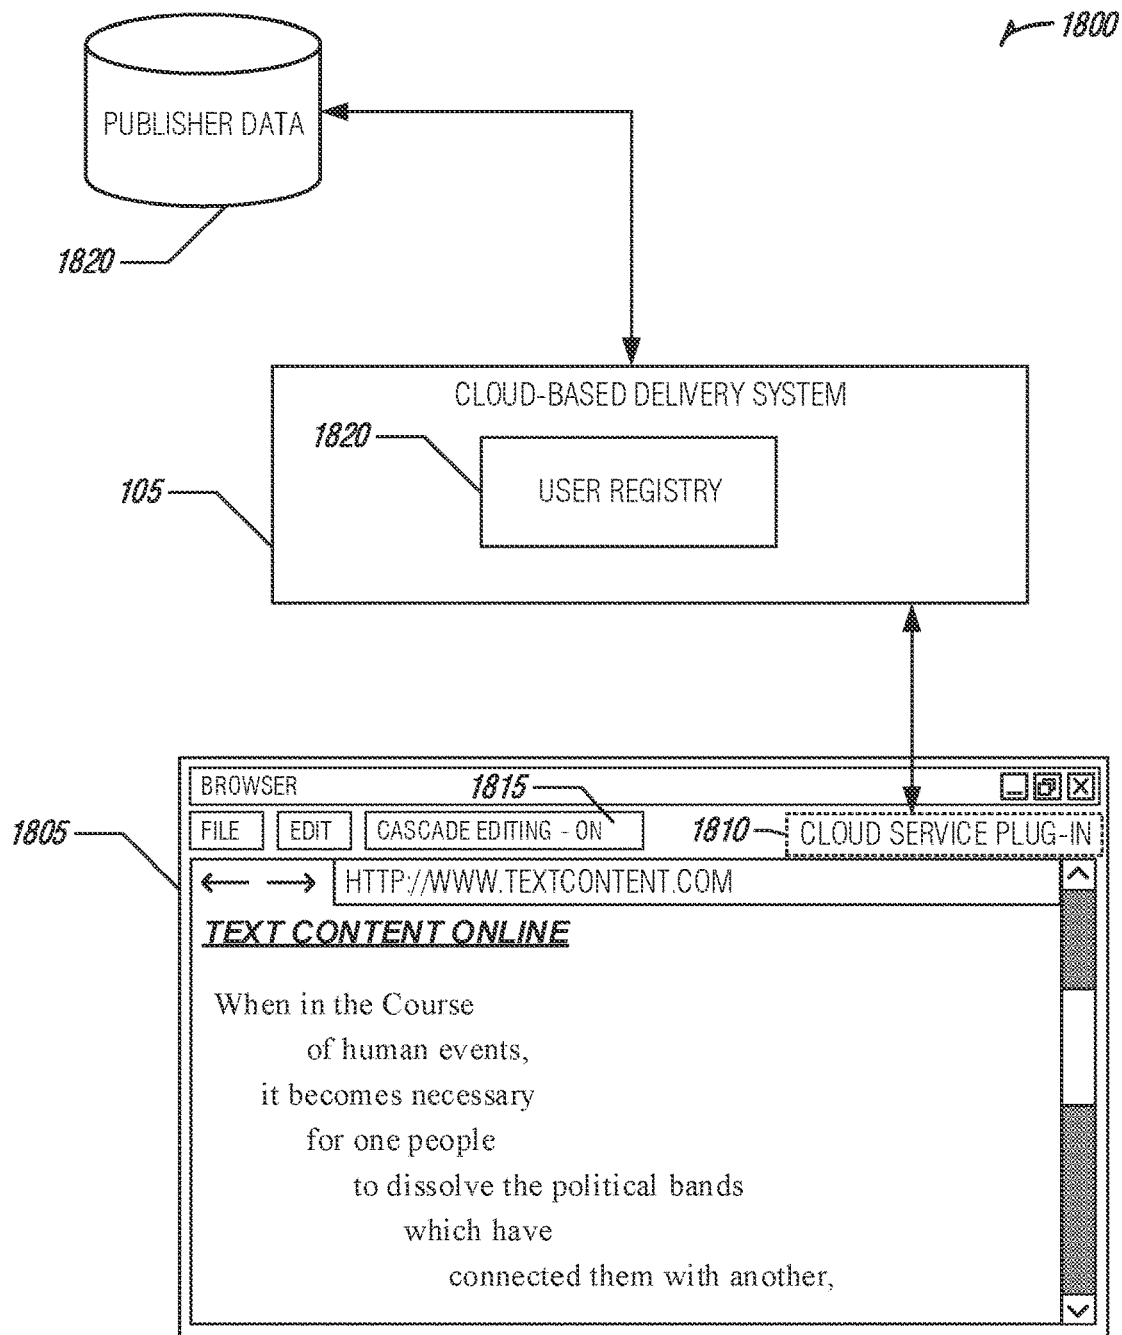 1800
PUBLISHER DATA
1820
CLOUD-BASED DELIVERY SYSTEM
1820
USER REGISTRY
105
BROWSER
1815
1805
FILE EDIT CASCADE EDITING - ON
1810
CLOUD SERVICE PLUG-IN
HTTP://WWW.TEXTCONTENT.COM
TEXT CONTENT ONLINE
When in the Course
of human events,
it becomes necessary
for one people
to dissolve the political bands
which have
connected them with another,